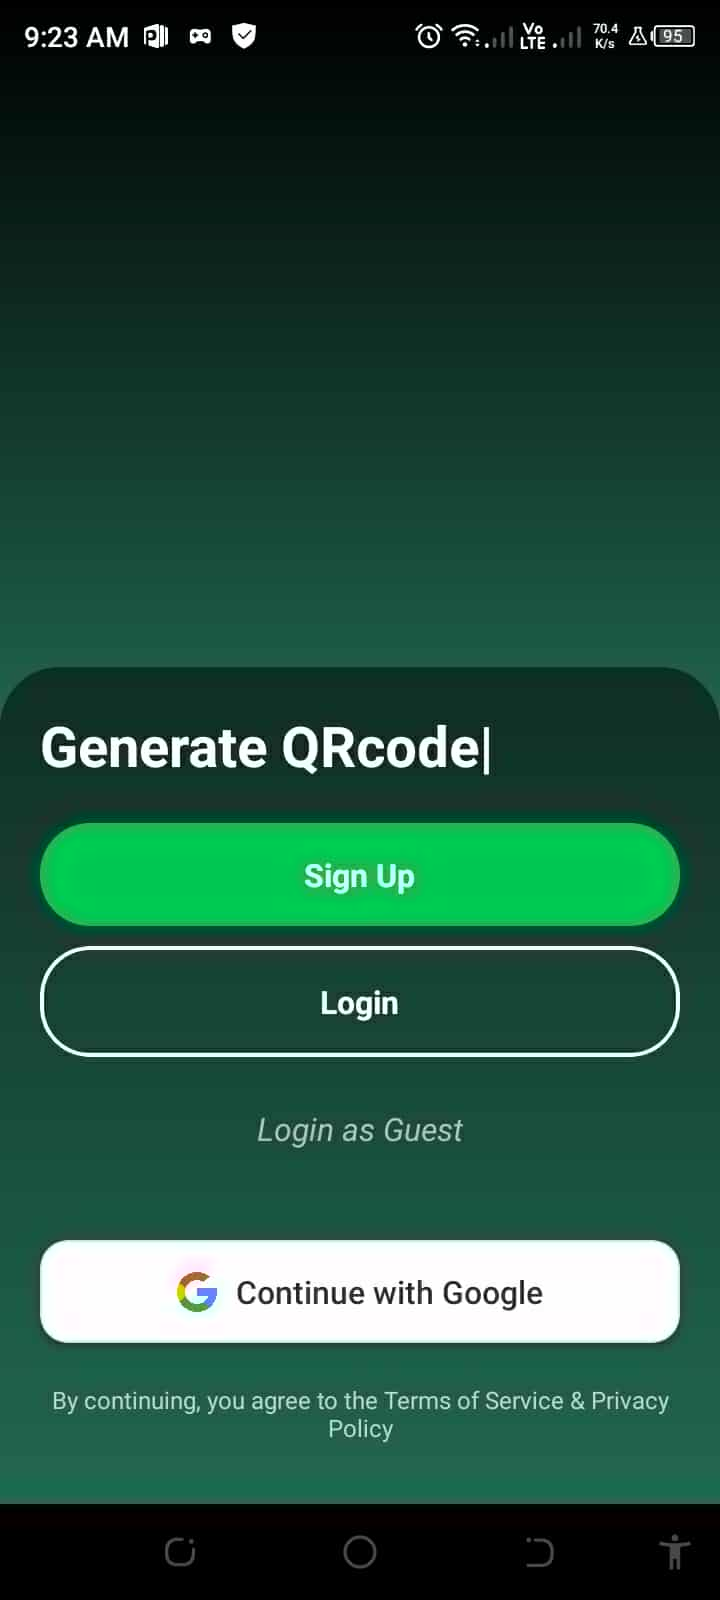 9:23 AM Vo LTE 70.4 K/s 95
Generate QRcode|
Sign Up
Login
Login as Guest
Continue with Google
By continuing, you agree to the Terms of Service & Privacy
Policy